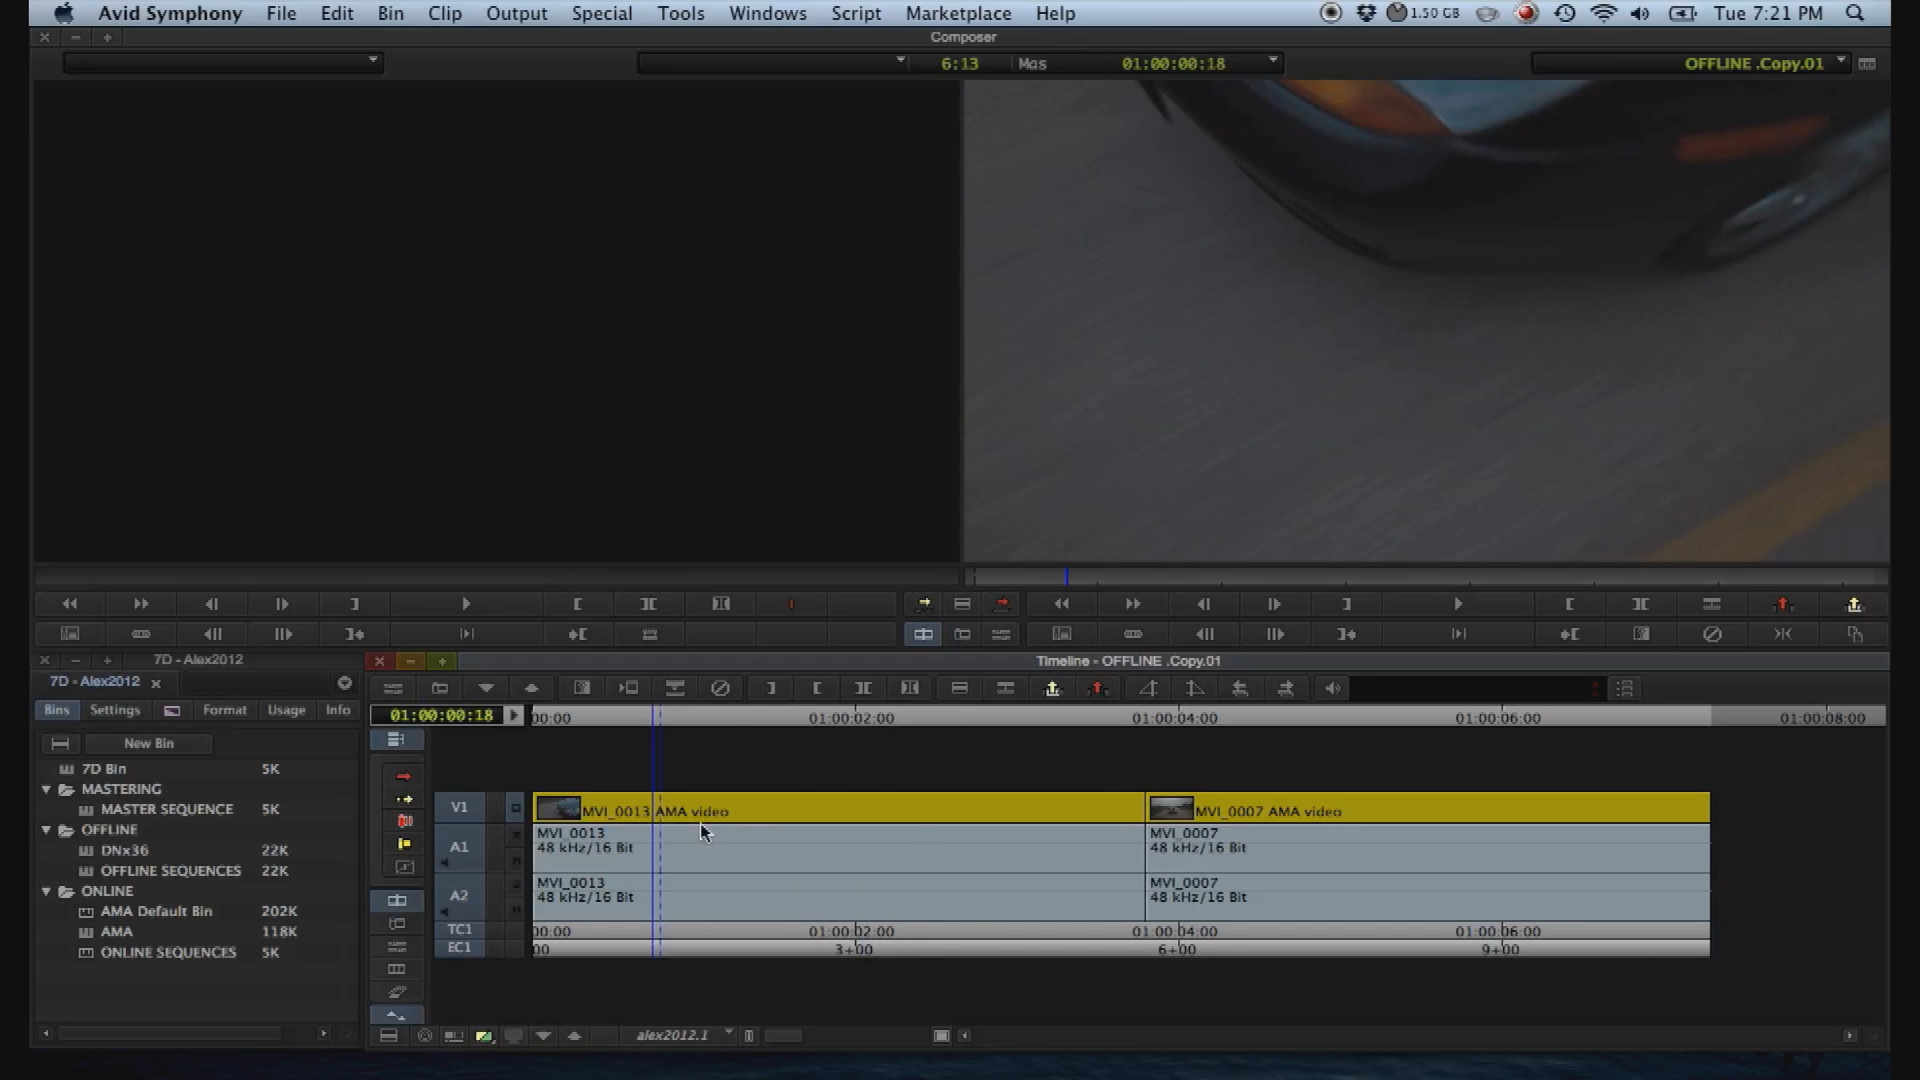 Avid Symphony File Edit Bin Clip Output Special Tools Windows Script Marketplace Help 1.50 GB Tue 7:21 PM
Composer
6:13 Mas 01:00:00:18 OFFLINE .Copy.01
7D - Alex2012
Timeline - OFFLINE .Copy.01
7D - Alex2012
Bins Settings Format Usage Info
New Bin
7D Bin 5K
MASTERING
MASTER SEQUENCE 5K
OFFLINE
DNx36 22K
OFFLINE SEQUENCES 22K
ONLINE
AMA Default Bin 202K
AMA 118K
ONLINE SEQUENCES 5K
01:00:00:18 00:00 01:00:02:00 01:00:04:00 01:00:06:00 01:00:08:00
V1 MVI_0013 AMA video MVI_0007 AMA video
A1 MVI_0013 MVI_0007
48 kHz/16 Bit 48 kHz/16 Bit
A2 MVI_0013 MVI_0007
48 kHz/16 Bit 48 kHz/16 Bit
TC1 00:00 01:00:02:00 01:00:04:00 01:00:06:00
EC1 00 3+00 6+00 9+00
alex2012.1